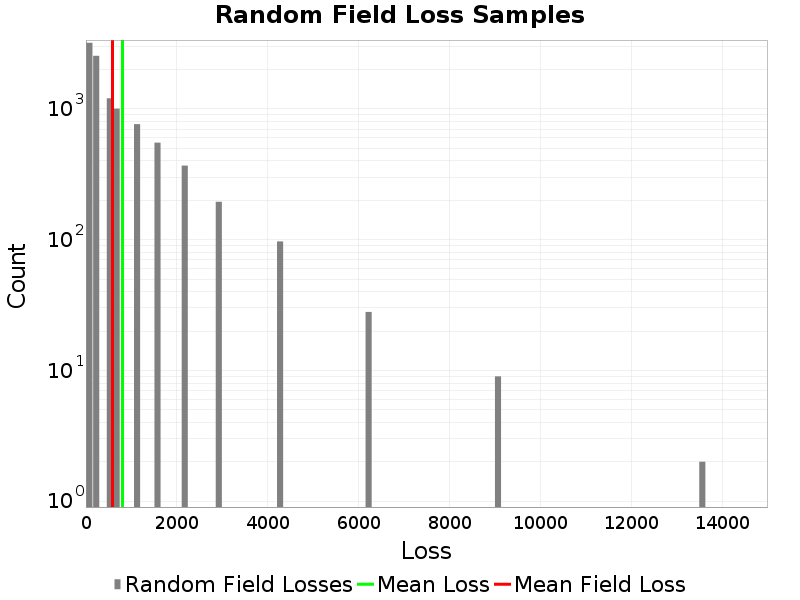 Random Field Loss Samples
Count
10^3
10^2
10^1
10^0
0 2000 4000 6000 8000 10000 12000 14000
Loss
Random Field Losses Mean Loss Mean Field Loss